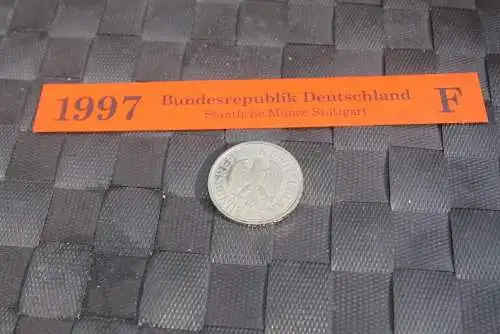 1997 Bundesrepublik Deutschland F
Staatliche Münze Stuttgart